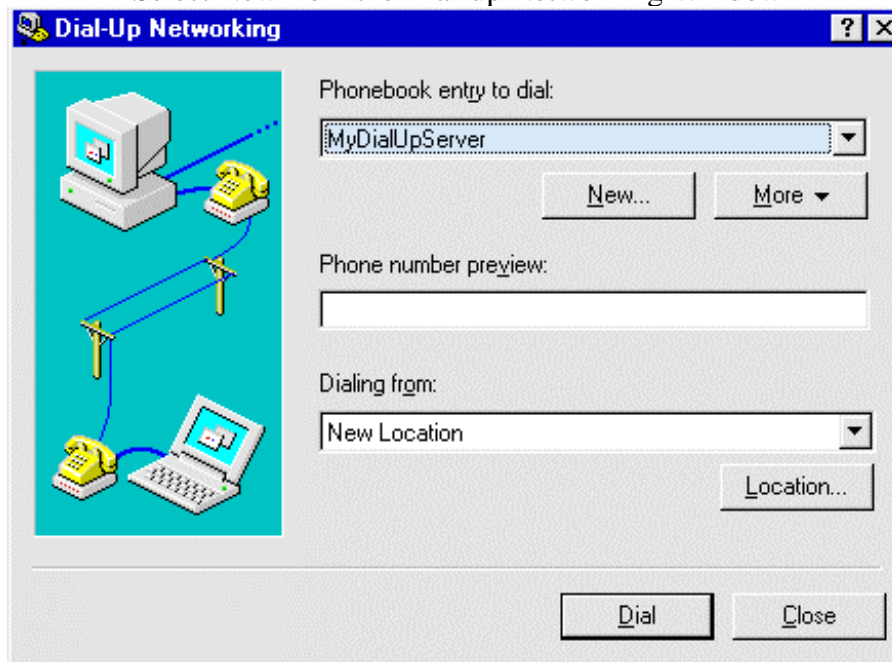 Dial-Up Networking
Phonebook entry to dial:
MyDialUpServer
New... More
Phone number preview:
Dialing from:
New Location
Location...
Dial Close